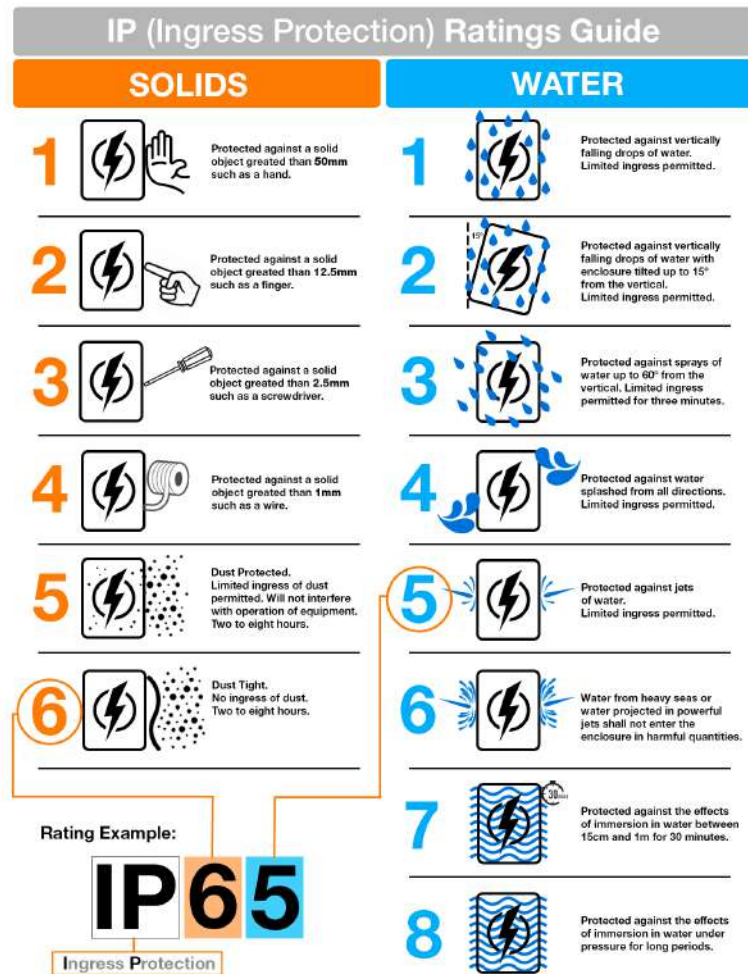 IP (Ingress Protection) Ratings Guide
SOLIDS
1
Protected against a solid
object greated than 50mm
such as a hand.
2
Protected against a solid
object greated than 12.5mm
such as a finger.
3
Protected against a solid
object greated than 2.5mm
such as a screwdriver.
4
Protected against a solid
object greated than 1mm
such as a wire.
5
Dust Protected.
Limited ingress of dust
permitted. Will not interfere
with operation of equipment.
Two to eight hours.
6
Dust Tight.
No ingress of dust.
Two to eight hours.
Rating Example:
IP65
Ingress Protection
WATER
1
Protected against vertically
falling drops of water.
Limited ingress permitted.
2
15°
Protected against vertically
falling drops of water with
enclosure tilted up to 15°
from the vertical.
Limited ingress permitted.
3
Protected against sprays of
water up to 60° from the
vertical. Limited ingress
permitted for three minutes.
4
Protected against water
splashed from all directions.
Limited ingress permitted.
5
Protected against jets
of water.
Limited ingress permitted.
6
Water from heavy seas or
water projected in powerful
jets shall not enter the
enclosure in harmful quantities.
7
30
Protected against the effects
of immersion in water between
15cm and 1m for 30 minutes.
8
Protected against the effects
of immersion in water under
pressure for long periods.